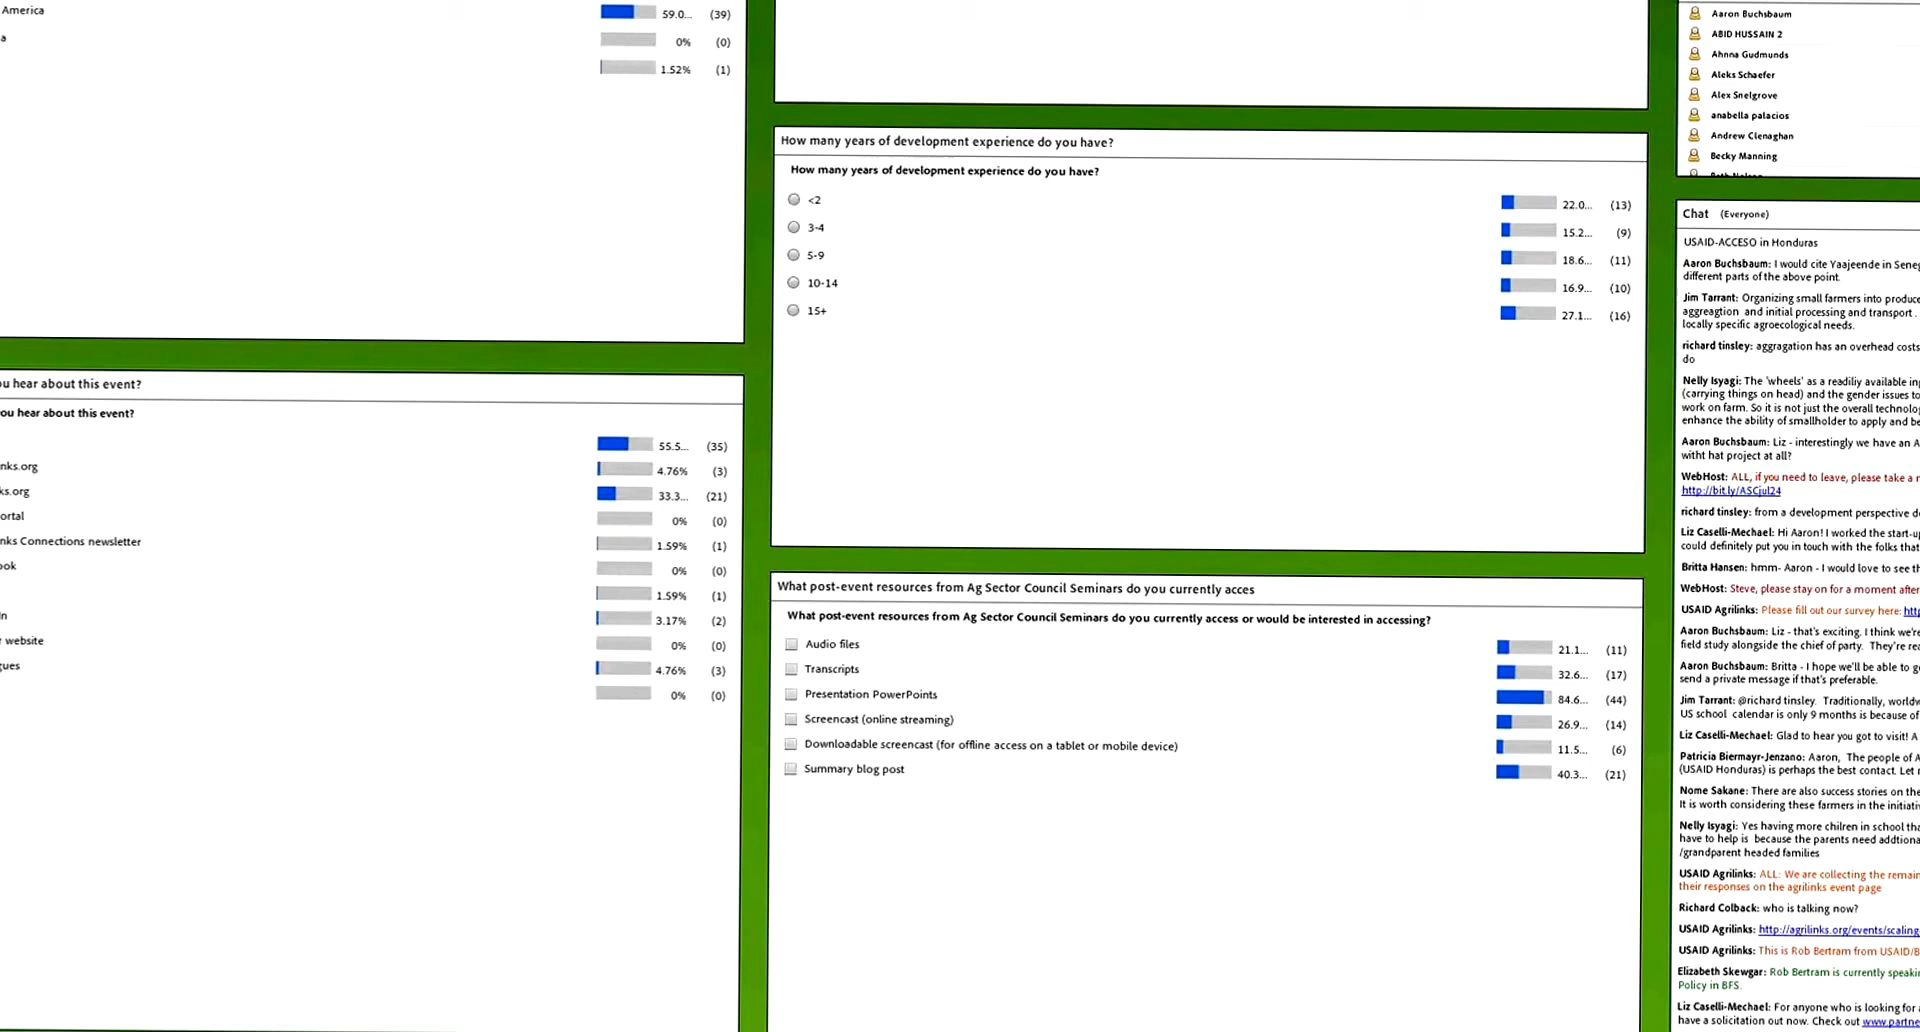 America
59.0... (39)
a
0% (0)
1.52% (1)
ou hear about this event?
ou hear about this event?
55.5... (35)
nks.org
4.76% (3)
ks.org
33.3... (21)
ortal
0% (0)
nks Connections newsletter
1.59% (1)
ook
0% (0)
1.59% (1)
n
3.17% (2)
r website
0% (0)
gues
4.76% (3)
0% (0)
How many years of development experience do you have?
How many years of development experience do you have?
<2 22.0... (13)
3-4 15.2... (9)
5-9 18.6... (11)
10-14 16.9... (10)
15+ 27.1... (16)
What post-event resources from Ag Sector Council Seminars do you currently acces
What post-event resources from Ag Sector Council Seminars do you currently access or would be interested in accessing?
Audio files 21.1... (11)
Transcripts 32.6... (17)
Presentation PowerPoints 84.6... (44)
Screencast (online streaming) 26.9... (14)
Downloadable screencast (for offline access on a tablet or mobile device) 11.5... (6)
Summary blog post 40.3... (21)
Aaron Buchsbaum
ABID HUSSAIN 2
Ahnna Gudmunds
Aleks Schaefer
Alex Snelgrove
anabella palacios
Andrew Clenaghan
Becky Manning
Chat (Everyone)
USAID-ACCESO in Honduras
Aaron Buchsbaum: I would cite Yaajeende in Seneg
different parts of the above point.
Jim Tarrant: Organizing small farmers into produce
aggreagtion and initial processing and transport .
locally specific agroecological needs.
richard tinsley: aggragation has an overhead costs
do
Nelly Isyagi: The 'wheels' as a readiliy available in
(carrying things on head) and the gender issues to
work on farm. So it is not just the overall technolo
enhance the ability of smallholder to apply and be
Aaron Buchsbaum: Liz - interestingly we have an A
witht hat project at all?
WebHost: ALL, if you need to leave, please take a
http://bit.ly/ASCjul24
richard tinsley: from a development perspective d
Liz Caselli-Mechael: Hi Aaron! I worked the start-u
could definitely put you in touch with the folks that
Britta Hansen: hmm- Aaron - I would love to see th
WebHost: Steve, please stay on for a moment after
USAID Agrilinks: Please fill out our survey here: htt
Aaron Buchsbaum: Liz - that's exciting. I think we're
field study alongside the chief of party. They're rea
Aaron Buchsbaum: Britta - I hope we'll be able to g
send a private message if that's preferable.
Jim Tarrant: @richard tinsley. Traditionally, worldw
US school calendar is only 9 months is because of
Liz Caselli-Mechael: Glad to hear you got to visit! A
Patricia Biermayr-Jenzano: Aaron, The people of A
(USAID Honduras) is perhaps the best contact. Let
Nome Sakane: There are also success stories on the
It is worth considering these farmers in the initiativ
Nelly Isyagi: Yes having more chilren in school tha
have to help is because the parents need addtiona
/grandparent headed families
USAID Agrilinks: ALL: We are collecting the remain
their responses on the agrilinks event page
Richard Colback: who is talking now?
USAID Agrilinks: http://agrilinks.org/events/scaling
USAID Agrilinks: This is Rob Bertram from USAID/B
Elizabeth Skewgar: Rob Bertram is currently speaki
Policy in BFS.
Liz Caselli-Mechael: For anyone who is looking for
have a solicitation out now. Check out www.partne